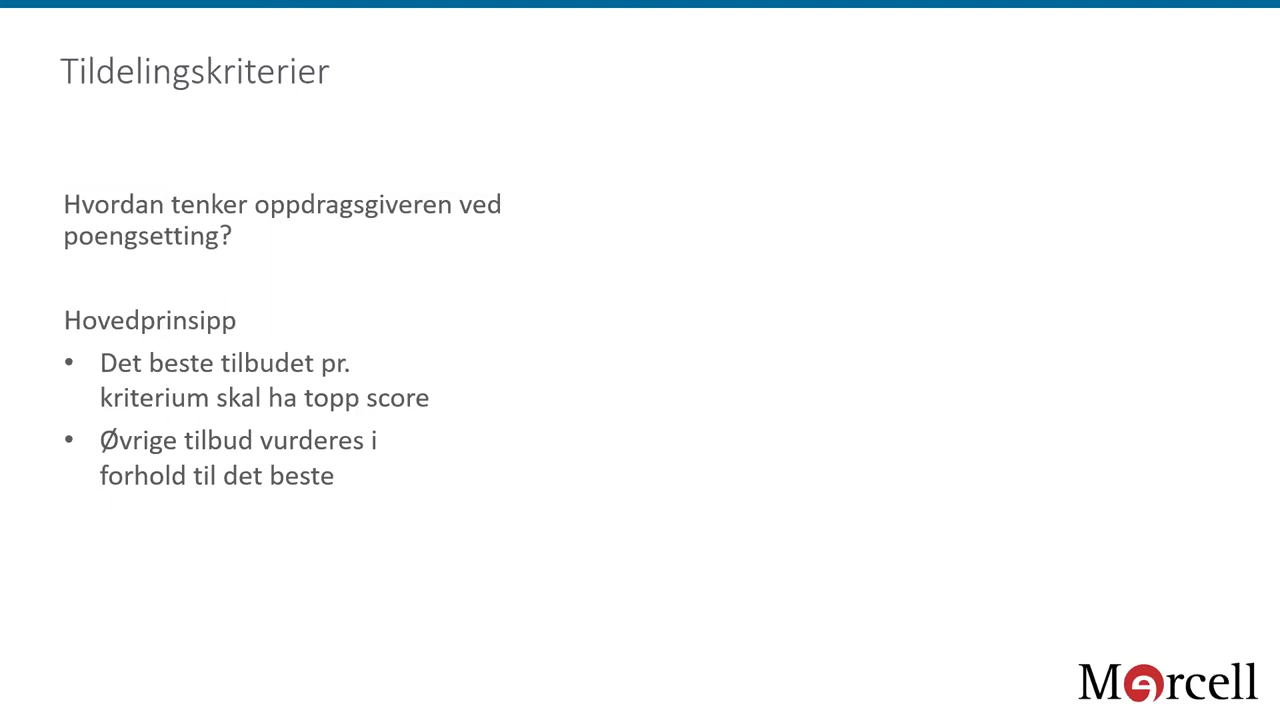 Tildelingskriterier
Hvordan tenker oppdragsgiveren ved
poengsetting?
Hovedprinsipp
• Det beste tilbudet pr.
kriterium skal ha topp score
• Øvrige tilbud vurderes i
forhold til det beste
Mercell